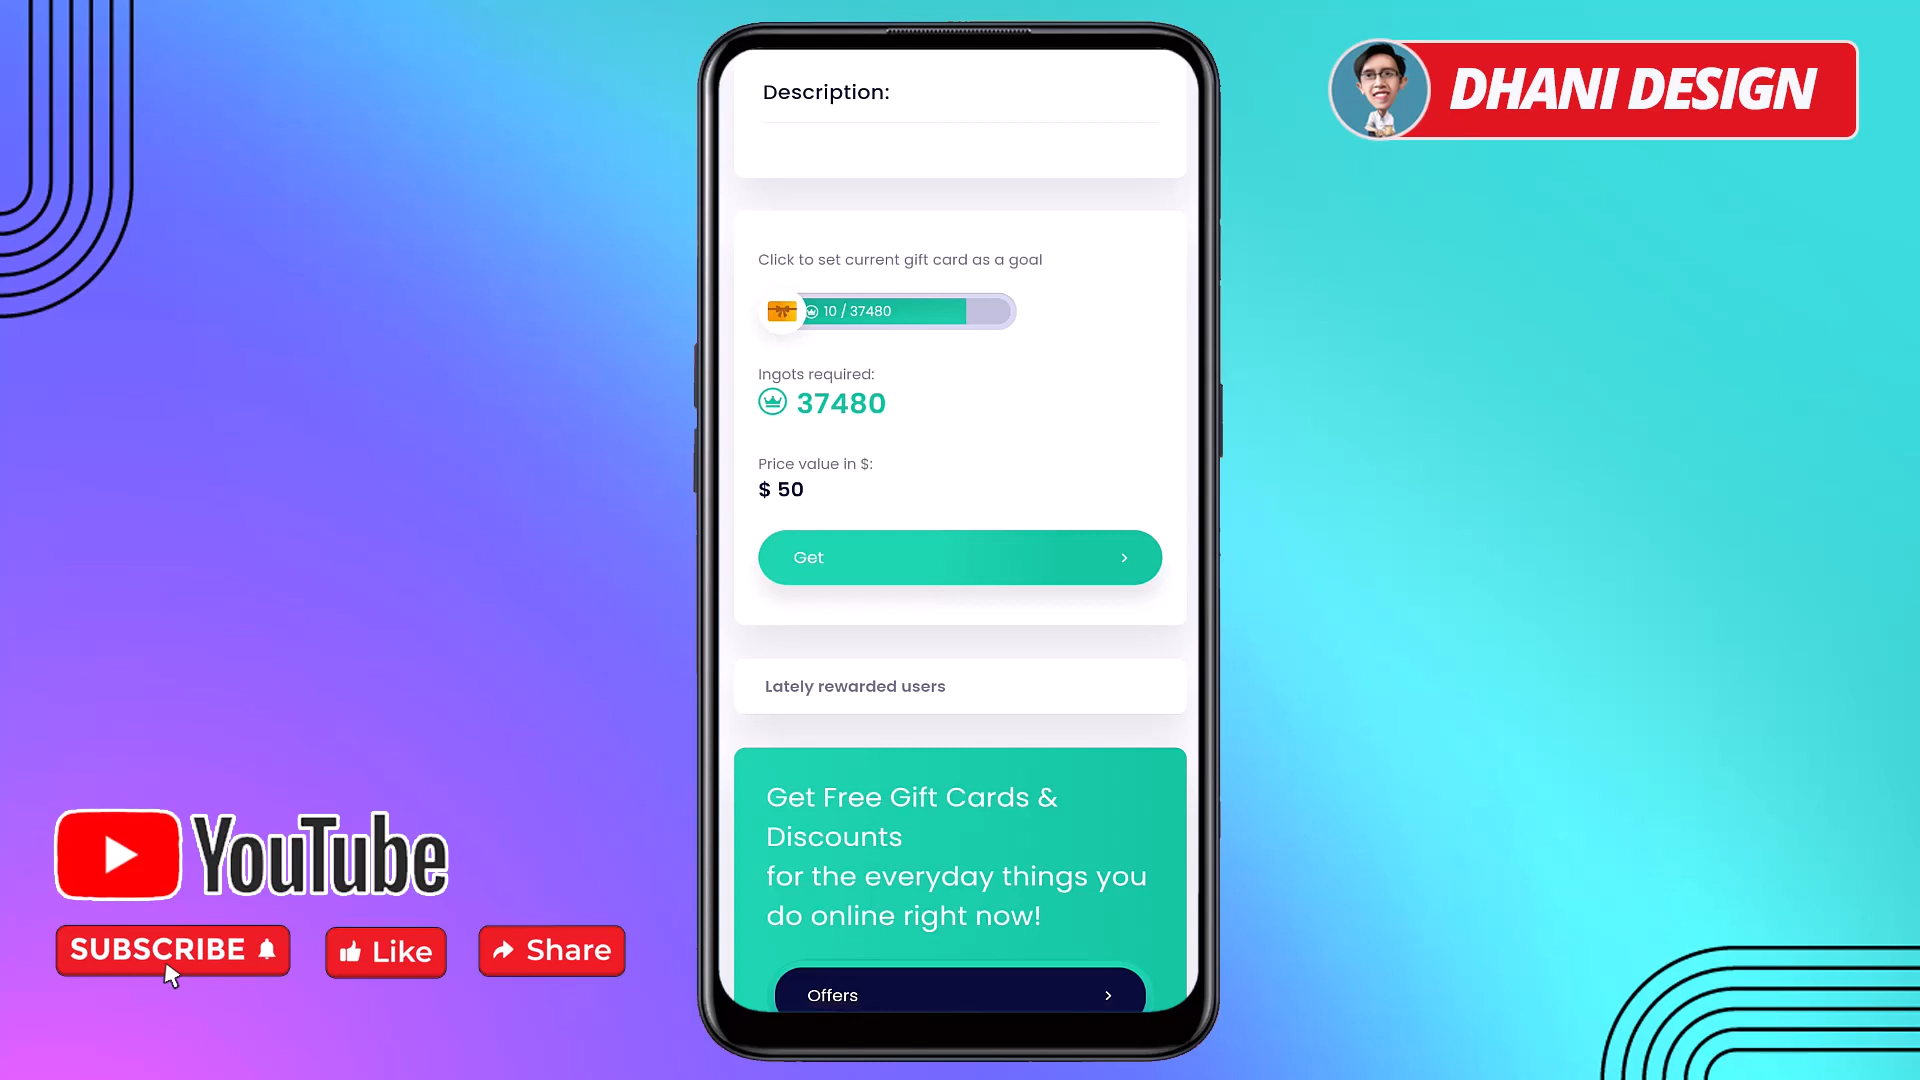 DHANI DESIGN
Description:
Click to set current gift card as a goal
10 / 37480
Ingots required:
37480
Price value in $:
$ 50
Get
Lately rewarded users
Get Free Gift Cards &
Discounts
for the everyday things you
do online right now!
Offers
YouTube
SUBSCRIBE
Like
Share